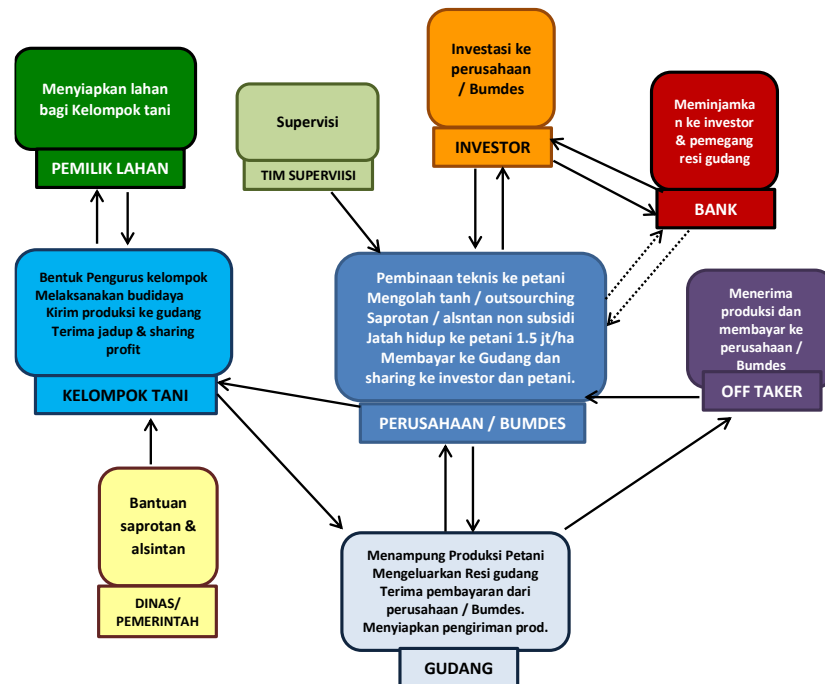 Menyiapkan lahan
bagi Kelompok tani
PEMILIK LAHAN
Supervisi
TIM SUPERVIISI
Investasi ke
perusahaan
/ Bumdes
INVESTOR
Meminjamka
n ke investor
& pemegang
resi gudang
BANK
Bentuk Pengurus kelompok
Melaksanakan budidaya
Kirim produksi ke gudang
Terima jadup & sharing
profit
KELOMPOK TANI
Pembinaan teknis ke petani
Mengolah tanh / outsourching
Saprotan / alsntan non subsidi
Jatah hidup ke petani 1.5 jt/ha
Membayar ke Gudang dan
sharing ke investor dan petani.
PERUSAHAAN / BUMDES
Menerima
produksi dan
membayar ke
perusahaan /
Bumdes
OFF TAKER
Bantuan
saprotan &
alsintan
DINAS/
PEMERINTAH
Menampung Produksi Petani
Mengeluarkan Resi gudang
Terima pembayaran dari
perusahaan / Bumdes.
Menyiapkan pengiriman prod.
GUDANG